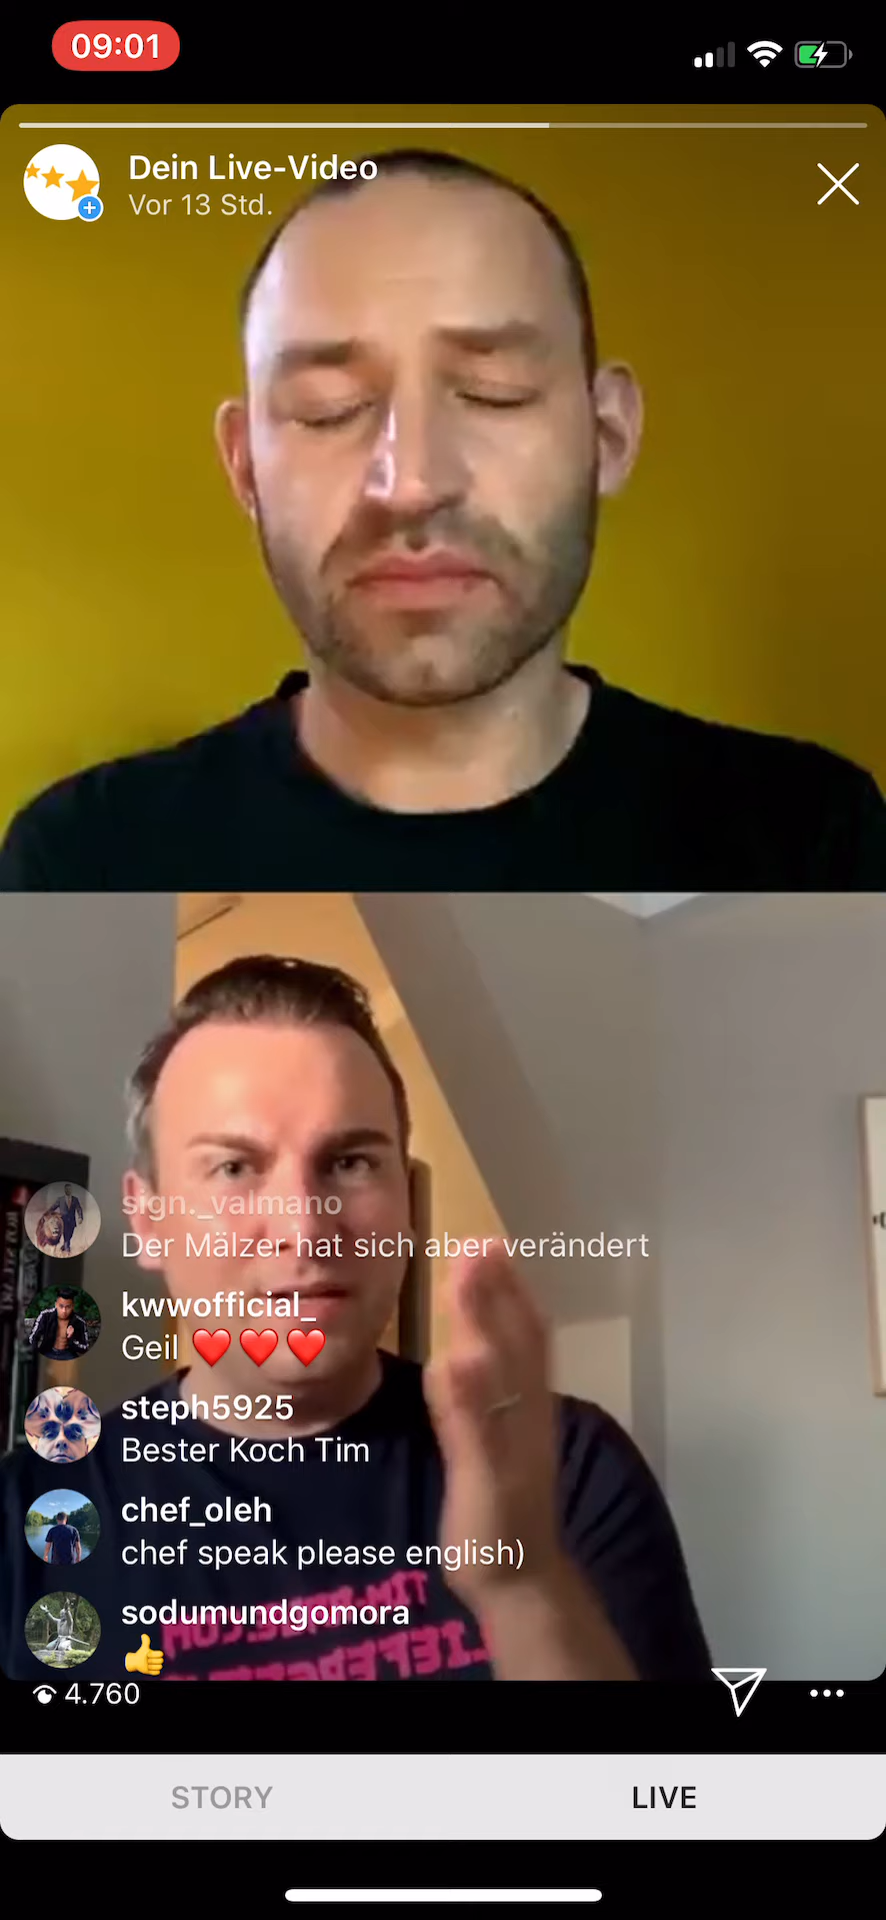 09:01
Dein Live-Video
Vor 13 Std.
sign._valmano
Der Mälzer hat sich aber verändert
kwwofficial_
Geil ❤️❤️❤️
steph5925
Bester Koch Tim
chef_oleh
chef speak please english)
sodumundgomora
👍
4.760
STORY
LIVE